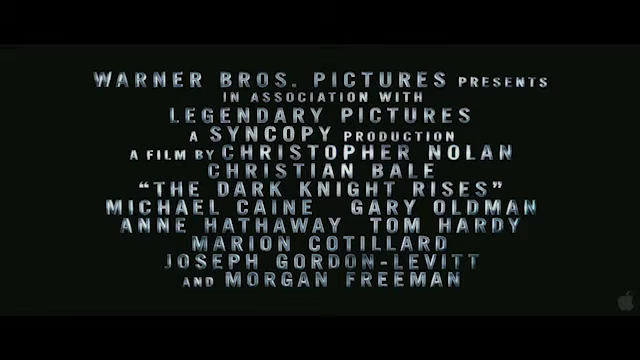 WARNER BROS. PICTURES PRESENTS
IN ASSOCIATION WITH
LEGENDARY PICTURES
A SYNCOPY PRODUCTION
A FILM BY CHRISTOPHER NOLAN
CHRISTIAN BALE
“THE DARK KNIGHT RISES”
MICHAEL CAINE GARY OLDMAN
ANNE HATHAWAY TOM HARDY
MARION COTILLARD
JOSEPH GORDON-LEVITT
AND MORGAN FREEMAN